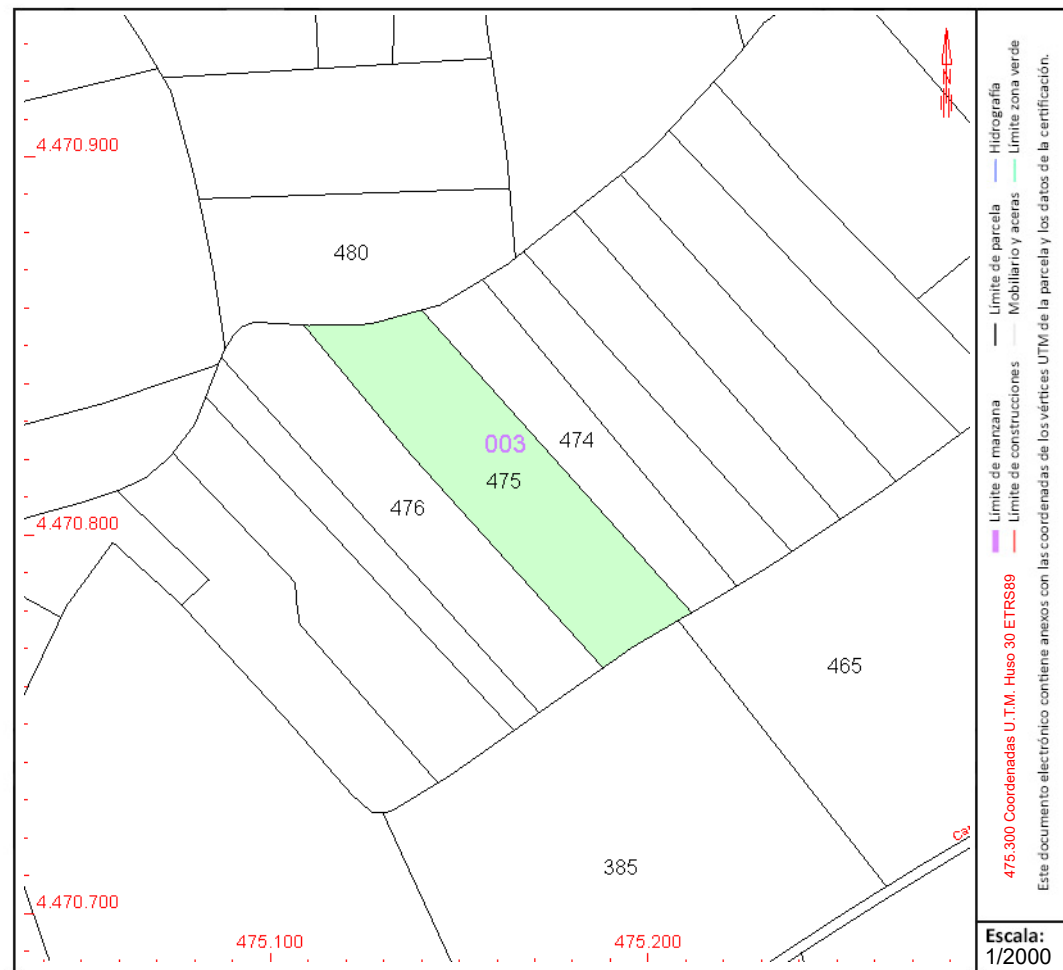 4.470.900
480
003
474
475
476
4.470.800
465
385
4.470.700
475.100
475.200
N
Límite de manzana
Límite de construcciones
Límite de parcela
Mobiliario y aceras
Hidrografía
Límite zona verde
475.300 Coordenadas U.T.M. Huso 30 ETRS89
Este documento electrónico contiene anexos con las coordenadas de los vértices UTM de la parcela y los datos de la certificación.
Escala:
1/2000